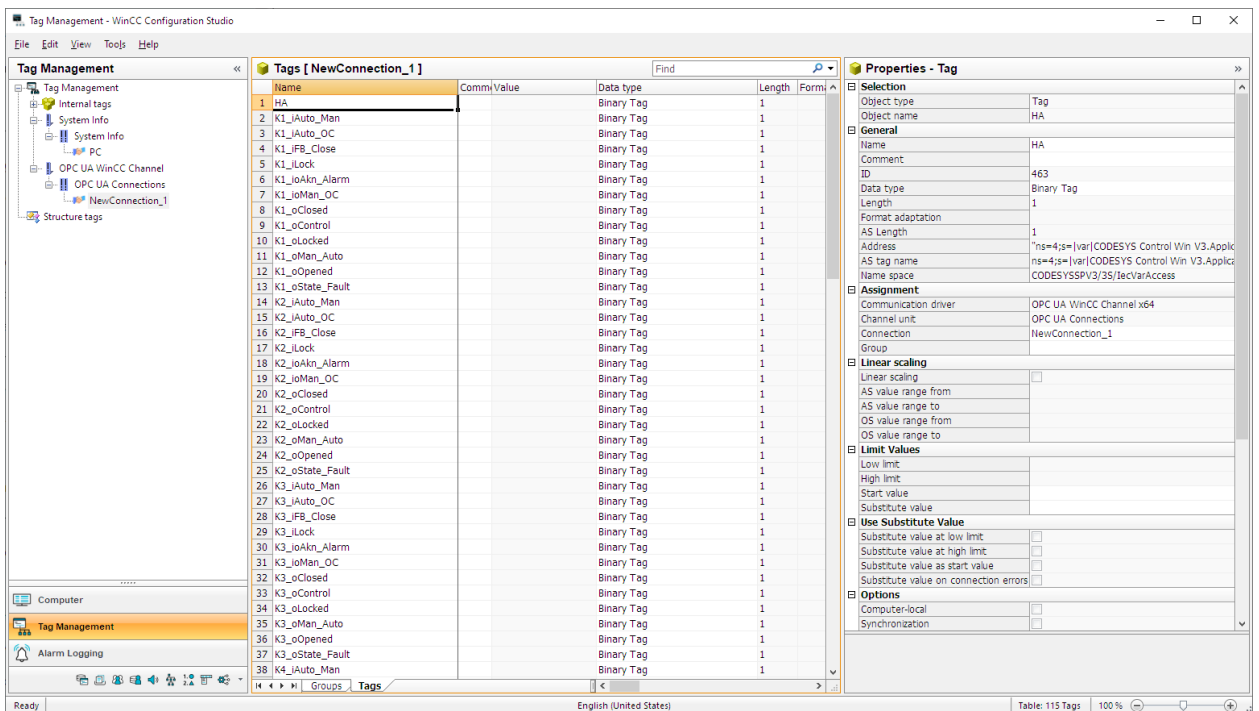 Tag Management - WinCC Configuration Studio
File Edit View Tools Help
Tag Management «
Tag Management
Internal tags
System Info
System Info
PC
OPC UA WinCC Channel
OPC UA Connections
NewConnection_1
Structure tags
Computer
Tag Management
Alarm Logging
Tags [ NewConnection_1 ] Find
Name Comme Value Data type Length Forma
1 HA Binary Tag 1
2 K1_iAuto_Man Binary Tag 1
3 K1_iAuto_OC Binary Tag 1
4 K1_iFB_Close Binary Tag 1
5 K1_iLock Binary Tag 1
6 K1_ioAkn_Alarm Binary Tag 1
7 K1_ioMan_OC Binary Tag 1
8 K1_oClosed Binary Tag 1
9 K1_oControl Binary Tag 1
10 K1_oLocked Binary Tag 1
11 K1_oMan_Auto Binary Tag 1
12 K1_oOpened Binary Tag 1
13 K1_oState_Fault Binary Tag 1
14 K2_iAuto_Man Binary Tag 1
15 K2_iAuto_OC Binary Tag 1
16 K2_iFB_Close Binary Tag 1
17 K2_iLock Binary Tag 1
18 K2_ioAkn_Alarm Binary Tag 1
19 K2_ioMan_OC Binary Tag 1
20 K2_oClosed Binary Tag 1
21 K2_oControl Binary Tag 1
22 K2_oLocked Binary Tag 1
23 K2_oMan_Auto Binary Tag 1
24 K2_oOpened Binary Tag 1
25 K2_oState_Fault Binary Tag 1
26 K3_iAuto_Man Binary Tag 1
27 K3_iAuto_OC Binary Tag 1
28 K3_iFB_Close Binary Tag 1
29 K3_iLock Binary Tag 1
30 K3_ioAkn_Alarm Binary Tag 1
31 K3_ioMan_OC Binary Tag 1
32 K3_oClosed Binary Tag 1
33 K3_oControl Binary Tag 1
34 K3_oLocked Binary Tag 1
35 K3_oMan_Auto Binary Tag 1
36 K3_oOpened Binary Tag 1
37 K3_oState_Fault Binary Tag 1
38 K4_iAuto_Man Binary Tag 1
Groups Tags
Properties - Tag »
Selection
Object type Tag
Object name HA
General
Name HA
Comment
ID 463
Data type Binary Tag
Length 1
Format adaptation
AS Length 1
Address "ns=4;s=|var|CODESYS Control Win V3.Applic
AS tag name ns=4;s=|var|CODESYS Control Win V3.Applica
Name space CODESYSSPV3/3S/IecVarAccess
Assignment
Communication driver OPC UA WinCC Channel x64
Channel unit OPC UA Connections
Connection NewConnection_1
Group
Linear scaling
Linear scaling
AS value range from
AS value range to
OS value range from
OS value range to
Limit Values
Low limit
High limit
Start value
Substitute value
Use Substitute Value
Substitute value at low limit
Substitute value at high limit
Substitute value as start value
Substitute value on connection errors
Options
Computer-local
Synchronization
Ready English (United States) Table: 115 Tags 100 %